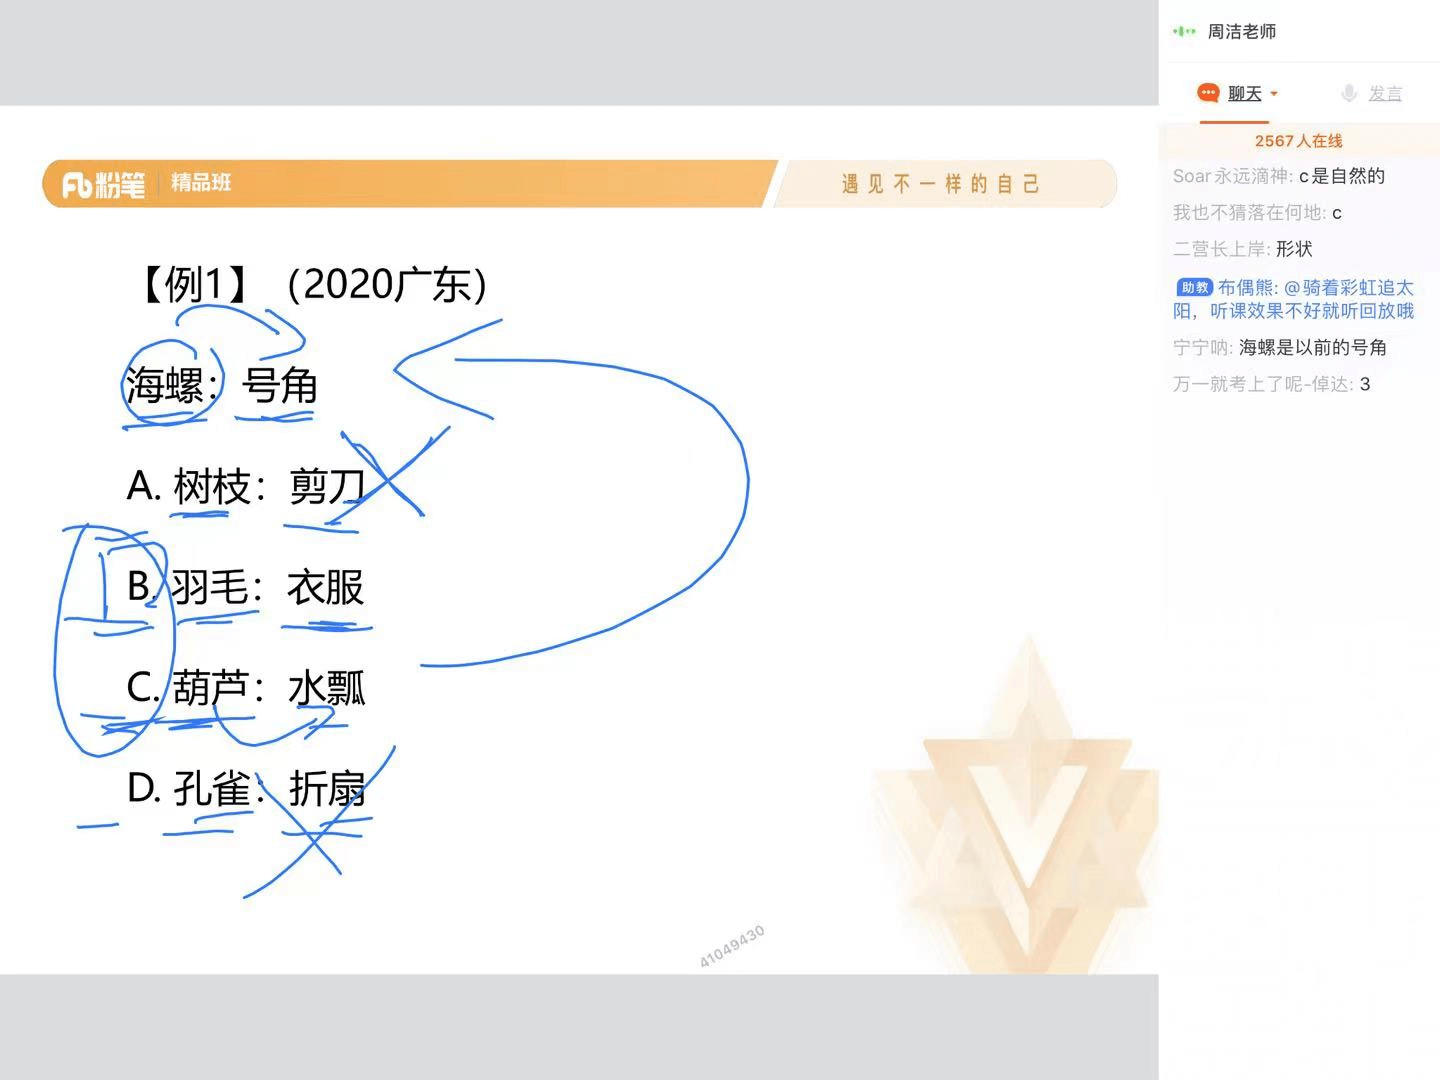 粉笔 精品班
遇见不一样的自己
【例1】（2020广东）
海螺：号角
A. 树枝：剪刀
B. 羽毛：衣服
C. 葫芦：水瓢
D. 孔雀：折扇
41049430
周洁老师
聊天 发言
2567人在线
Soar永远滴神: c是自然的
我也不猜落在何地: c
二营长上岸: 形状
助教 布偶熊: @骑着彩虹追太
阳，听课效果不好就听回放哦
宁宁呐: 海螺是以前的号角
万一就考上了呢-倬达: 3